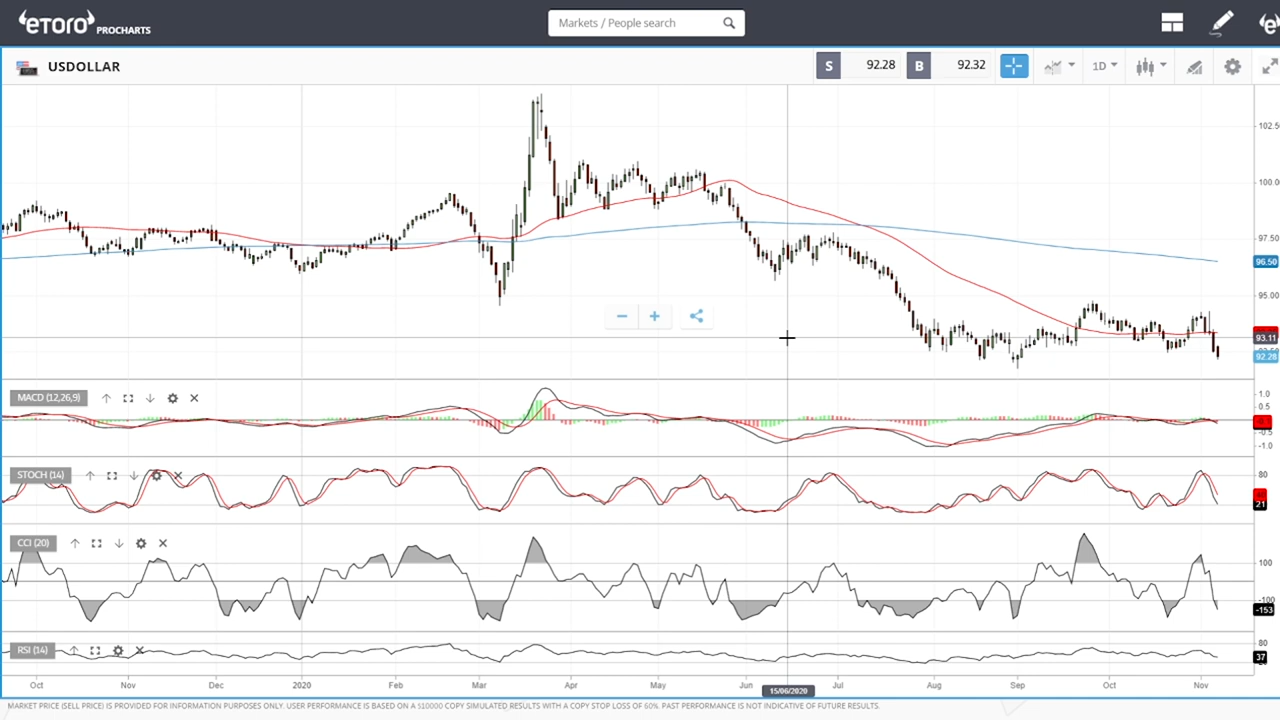 eToro PROCHARTS
Markets / People search
USDOLLAR
S 92.28 B 92.32 1D
102.5
100.00
97.50
96.50
95.00
93.11
92.28
MACD (12,26,9)
1.0
0.5
-0.5
-1.0
STOCH (14)
80
21
CCI (20)
100
-100
-153
RSI (14)
80
37
Oct Nov Dec 2020 Feb Mar Apr May Jun 15/06/2020 Jul Aug Sep Oct Nov
MARKET PRICE (SELL PRICE) IS PROVIDED FOR INFORMATION PURPOSES ONLY. USER PERFORMANCE IS BASED ON A $10000 COPY SIMULATED RESULTS WITH A COPY STOP LOSS OF 60%. PAST PERFORMANCE IS NOT INDICATIVE OF FUTURE RESULTS.